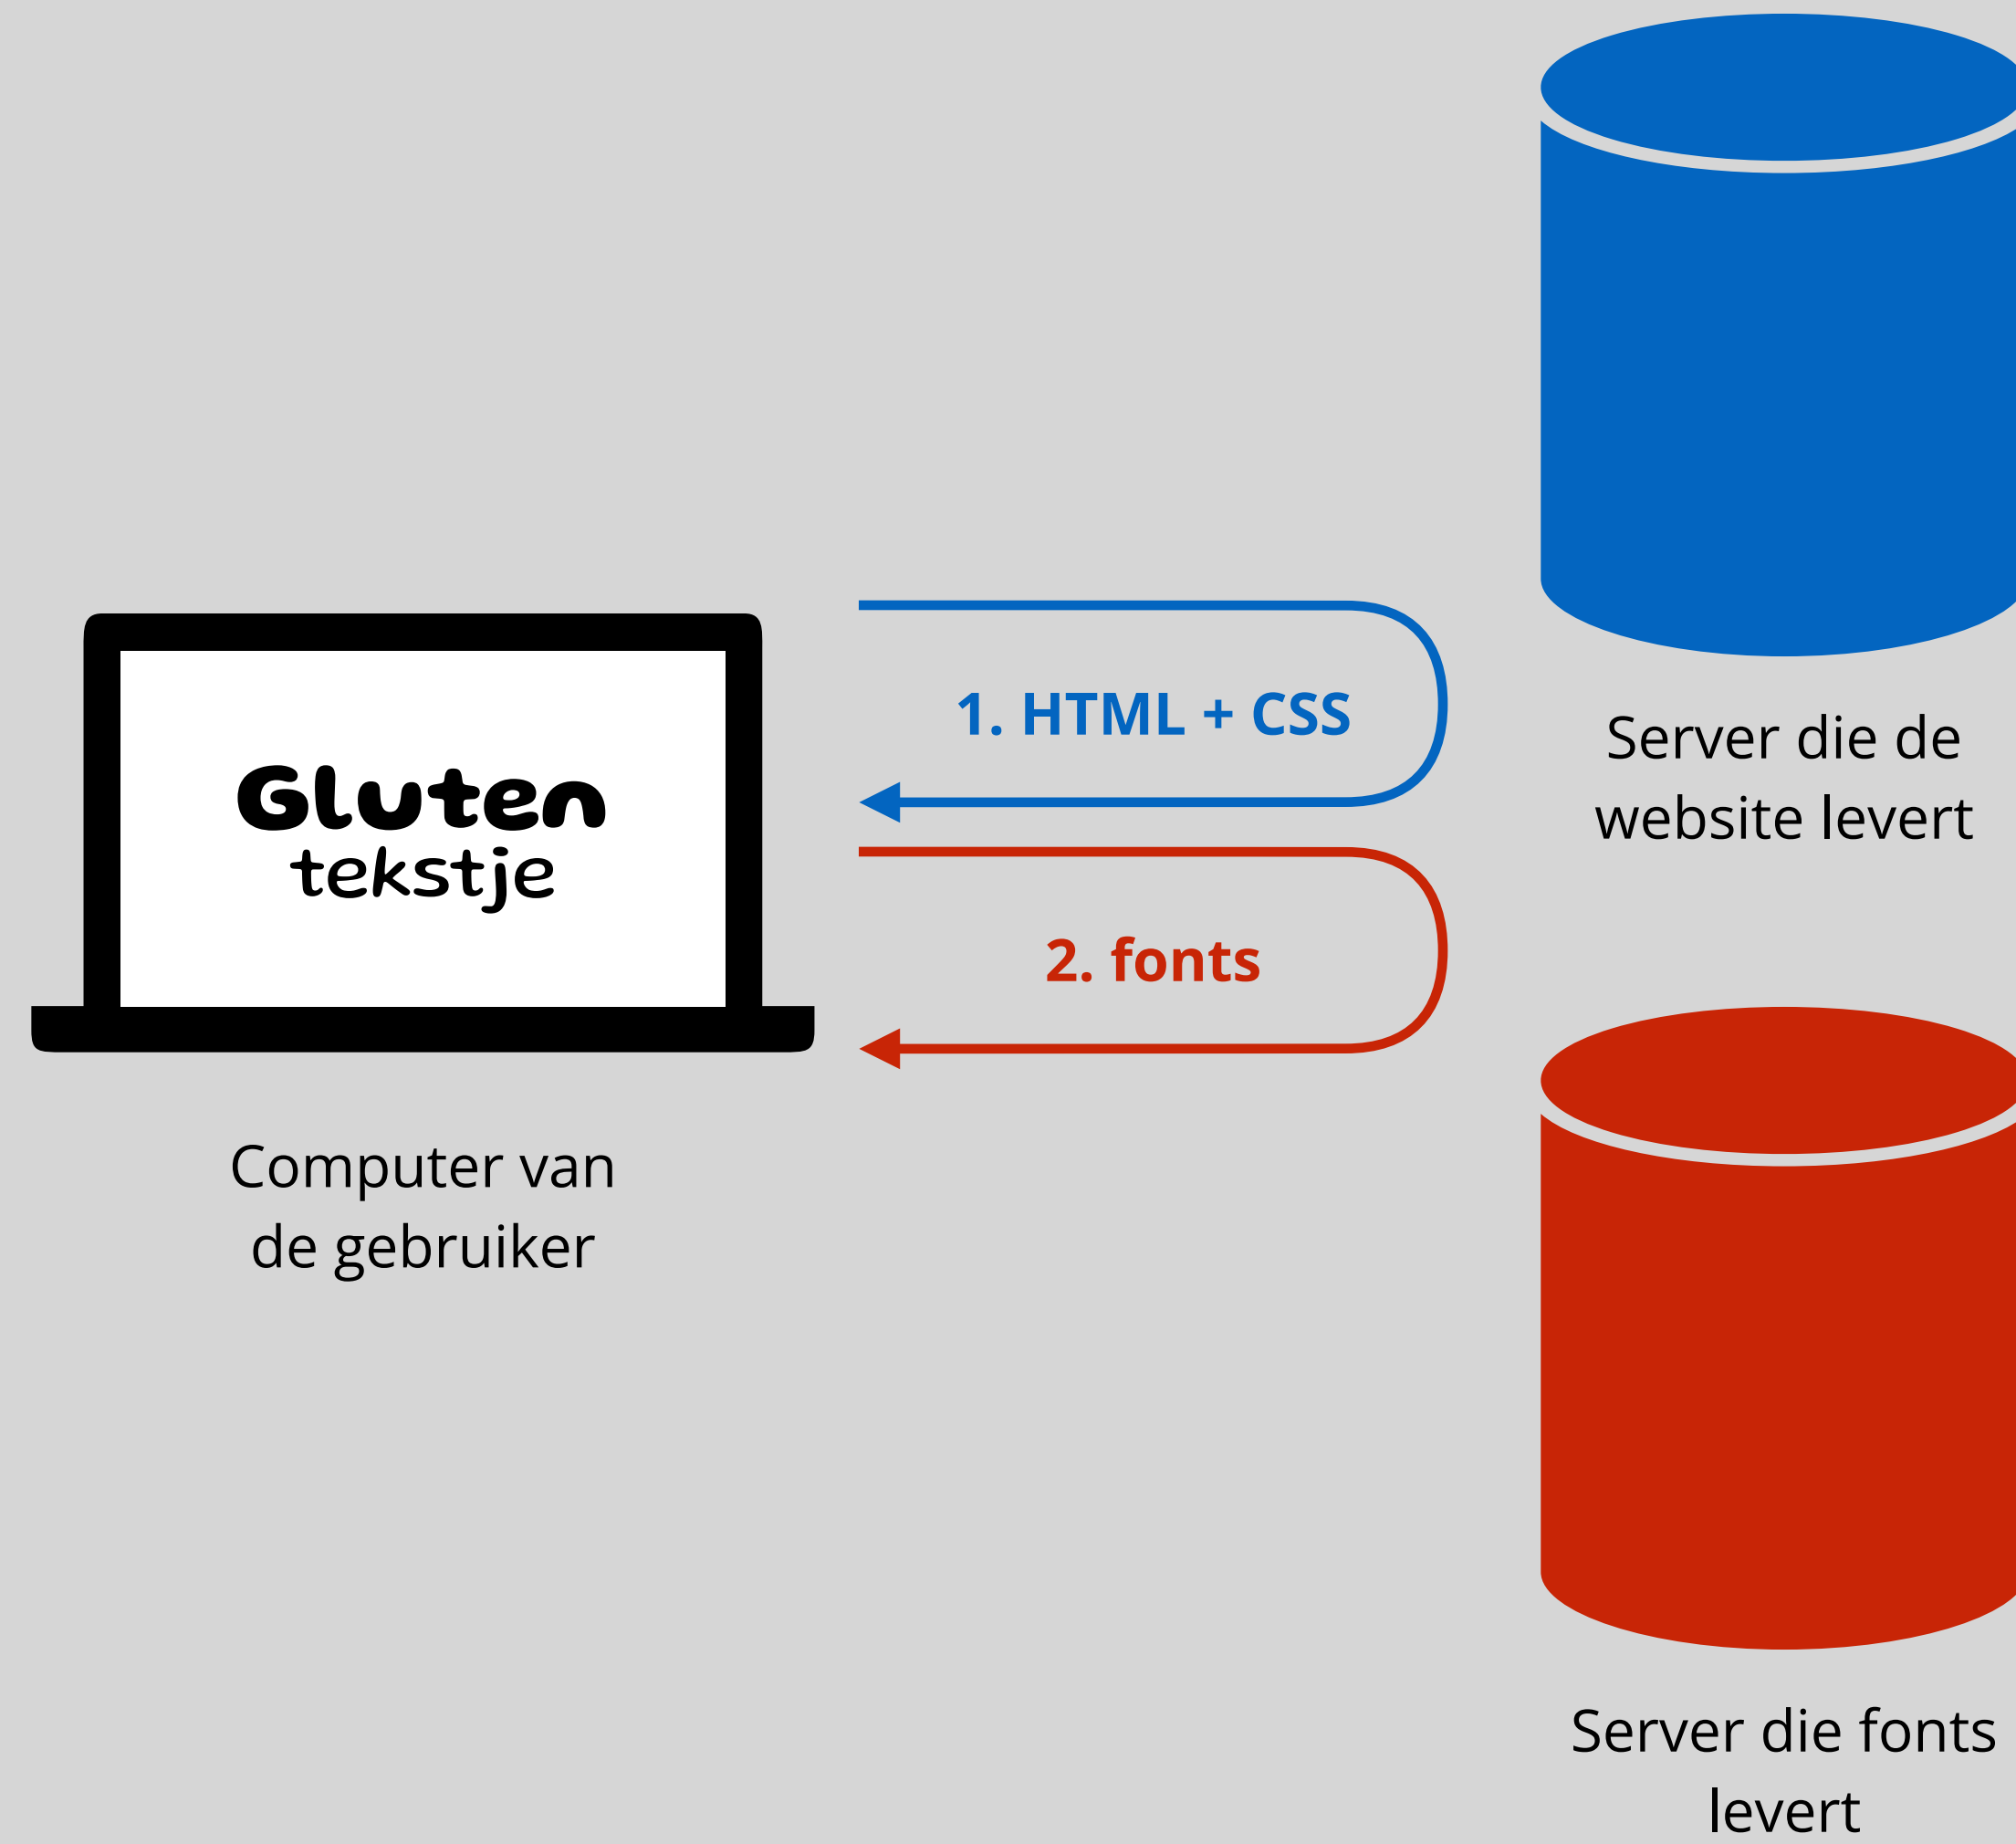 Gluten
tekstje
Computer van
de gebruiker
1. HTML + CSS
2. fonts
Server die de
website levert
Server die fonts
levert